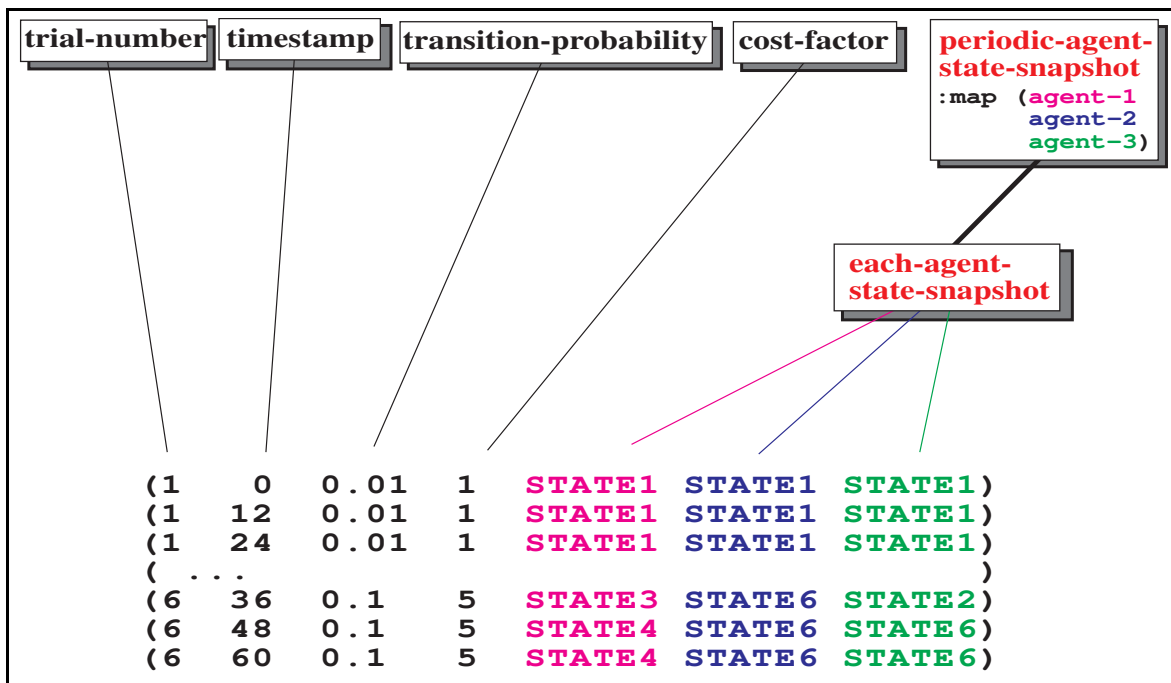 trial-number timestamp transition-probability cost-factor periodic-agent-
state-snapshot
:map (agent-1
agent-2
agent-3)
each-agent-
state-snapshot
(1 0 0.01 1 STATE1 STATE1 STATE1)
(1 12 0.01 1 STATE1 STATE1 STATE1)
(1 24 0.01 1 STATE1 STATE1 STATE1)
( ... )
(6 36 0.1 5 STATE3 STATE6 STATE2)
(6 48 0.1 5 STATE4 STATE6 STATE6)
(6 60 0.1 5 STATE4 STATE6 STATE6)